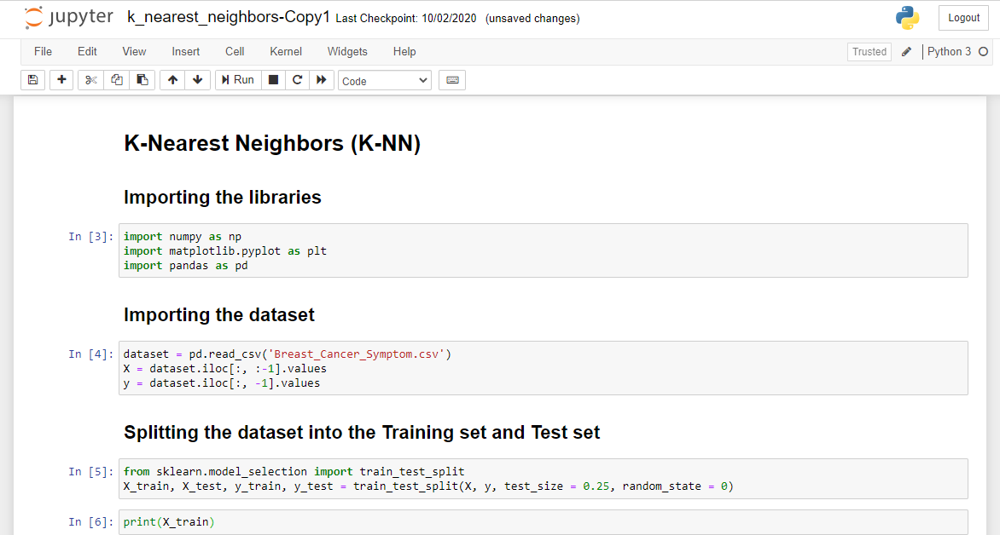 jupyter k_nearest_neighbors-Copy1 Last Checkpoint: 10/02/2020 (unsaved changes) Logout
File Edit View Insert Cell Kernel Widgets Help Trusted Python 3
Run Code
K-Nearest Neighbors (K-NN)
Importing the libraries
In [3]: import numpy as np
import matplotlib.pyplot as plt
import pandas as pd
Importing the dataset
In [4]: dataset = pd.read_csv('Breast_Cancer_Symptom.csv')
X = dataset.iloc[:, :-1].values
y = dataset.iloc[:, -1].values
Splitting the dataset into the Training set and Test set
In [5]: from sklearn.model_selection import train_test_split
X_train, X_test, y_train, y_test = train_test_split(X, y, test_size = 0.25, random_state = 0)
In [6]: print(X_train)